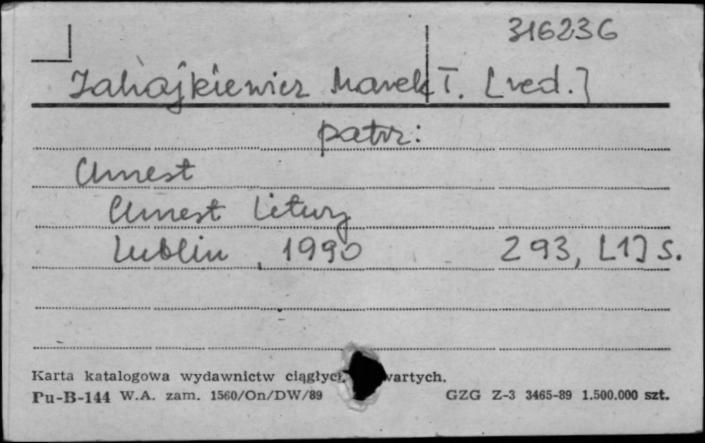 316236
Zahajkiewicz Marek T. [red.]
patrz:
Chrzest
Chrzest Litwy
Lublin, 1990 293, [1] s.
Karta katalogowa wydawnictw
Pu-B-144 W.A. zam. 1560/On/DW/89 GZG Z-3 3465-89 1.500.000 szt.